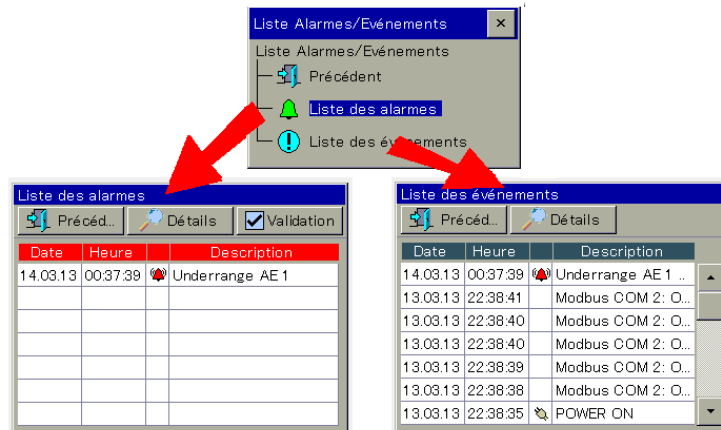 Liste Alarmes/Evénements
Liste Alarmes/Evénements
Précédent
Liste des alarmes
Liste des événements
Liste des alarmes
Précéd... Détails Validation
Date Heure Description
14.03.13 00:37:39 Underrange AE 1
Liste des événements
Précéd... Détails
Date Heure Description
14.03.13 00:37:39 Underrange AE 1 ..
13.03.13 22:38:41 Modbus COM 2: O...
13.03.13 22:38:40 Modbus COM 2: O...
13.03.13 22:38:40 Modbus COM 2: O...
13.03.13 22:38:39 Modbus COM 2: O...
13.03.13 22:38:38 Modbus COM 2: O...
13.03.13 22:38:35 POWER ON